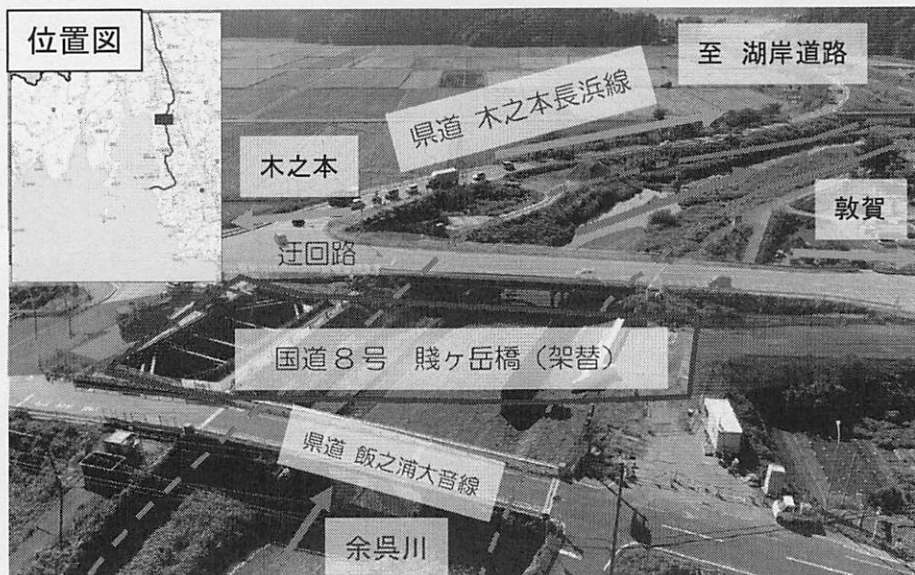 位置図
至 湖岸道路
県道 木之本長浜線
木之本
敦賀
迂回路
国道8号 賤ヶ岳橋（架替）
県道 飯之浦大音線
余呉川